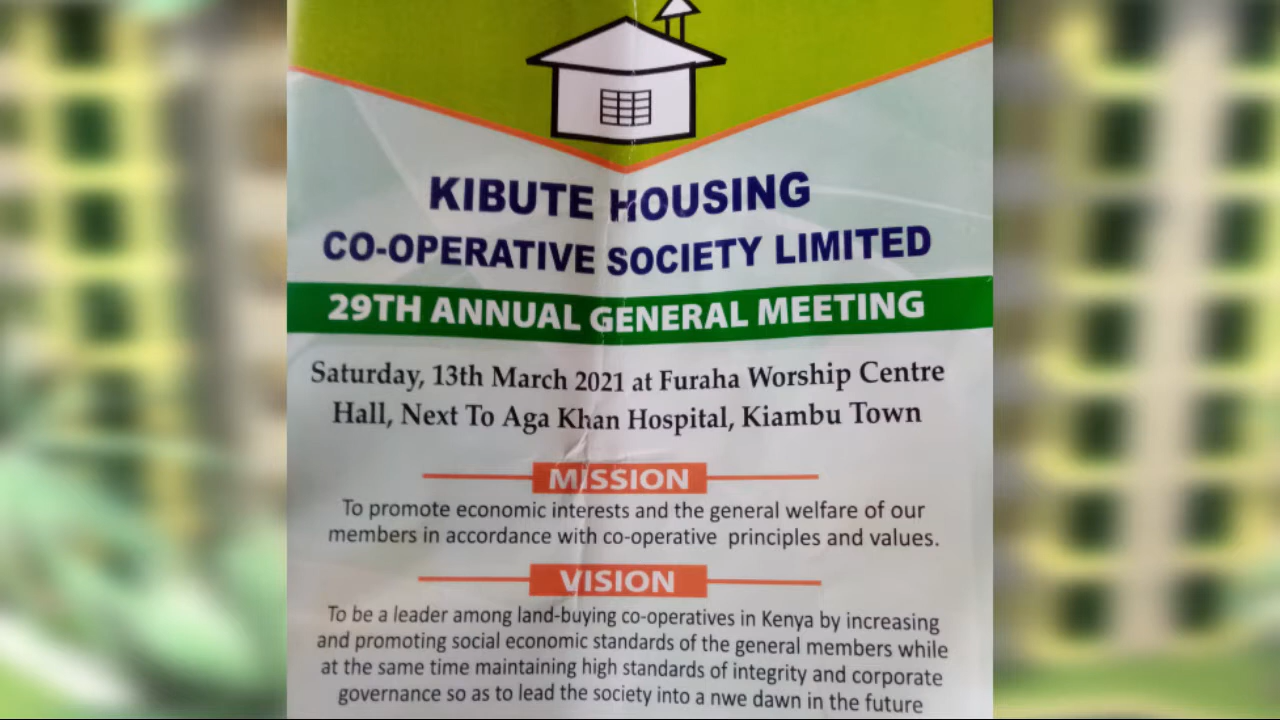 KIBUTE HOUSING
CO-OPERATIVE SOCIETY LIMITED
29TH ANNUAL GENERAL MEETING
Saturday, 13th March 2021 at Furaha Worship Centre
Hall, Next To Aga Khan Hospital, Kiambu Town
MISSION
To promote economic interests and the general welfare of our
members in accordance with co-operative principles and values.
VISION
To be a leader among land-buying co-operatives in Kenya by increasing
and promoting social economic standards of the general members while
at the same time maintaining high standards of integrity and corporate
governance so as to lead the society into a nwe dawn in the future